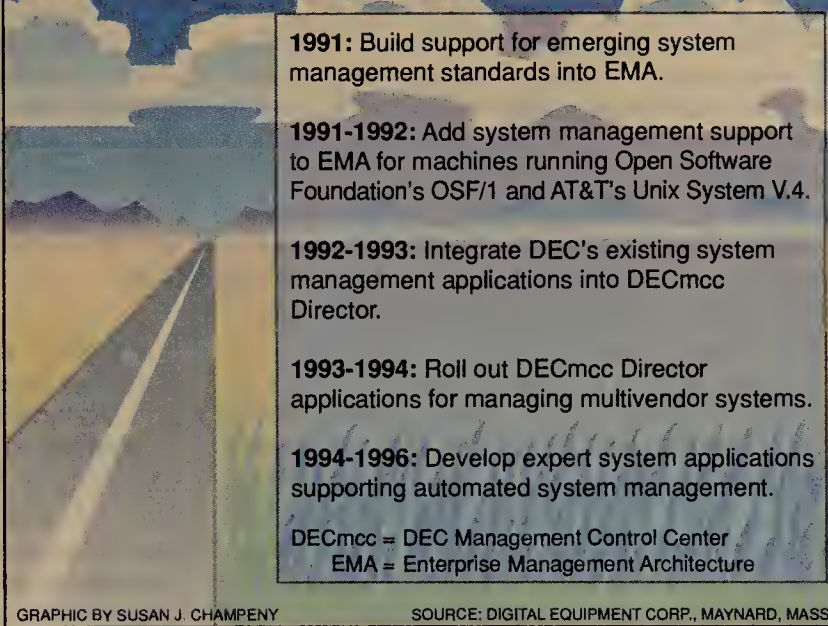 1991: Build support for emerging system
management standards into EMA.
1991-1992: Add system management support
to EMA for machines running Open Software
Foundation's OSF/1 and AT&T's Unix System V.4.
1992-1993: Integrate DEC's existing system
management applications into DECmcc
Director.
1993-1994: Roll out DECmcc Director
applications for managing multivendor systems.
1994-1996: Develop expert system applications
supporting automated system management.
DECmcc = DEC Management Control Center
EMA = Enterprise Management Architecture
GRAPHIC BY SUSAN J. CHAMPENY SOURCE: DIGITAL EQUIPMENT CORP., MAYNARD, MASS